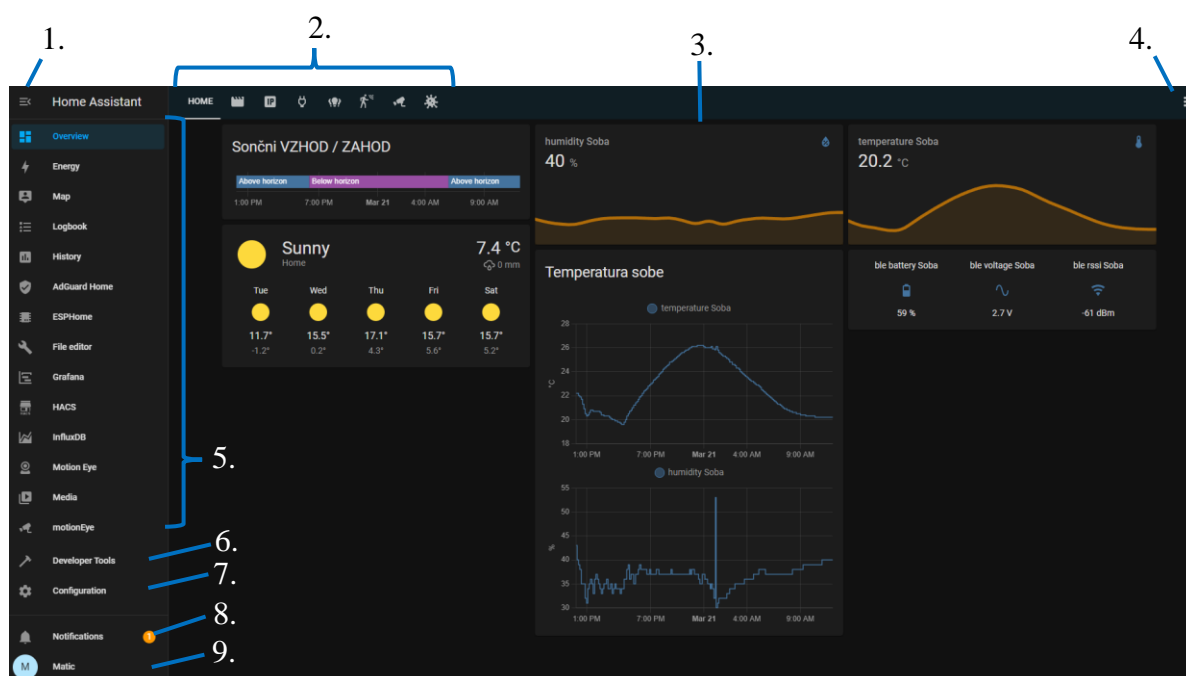 1.
2.
3.
4.
Home Assistant
HOME
Overview
Energy
Map
Logbook
History
AdGuard Home
ESPHome
File editor
Grafana
HACS
InfluxDB
Motion Eye
Media
motionEye
Developer Tools
Configuration
Notifications 1
M Matic
5.
6.
7.
8.
9.
Sončni VZHOD / ZAHOD
Above horizon Below horizon Above horizon
1:00 PM 7:00 PM Mar 21 4:00 AM 9:00 AM
Sunny 7.4 °C
Home 0 mm
Tue Wed Thu Fri Sat
11.7° 15.5° 17.1° 15.7° 15.7°
-1.2° 0.2° 4.3° 5.6° 5.2°
humidity Soba
40 %
Temperatura sobe
temperature Soba
28
26
24
°C
22
20
18
1:00 PM 7:00 PM Mar 21 4:00 AM 9:00 AM
humidity Soba
55
50
45
%
40
35
30
1:00 PM 7:00 PM Mar 21 4:00 AM 9:00 AM
temperature Soba
20.2 °C
ble battery Soba ble voltage Soba ble rssi Soba
59 % 2.7 V -61 dBm